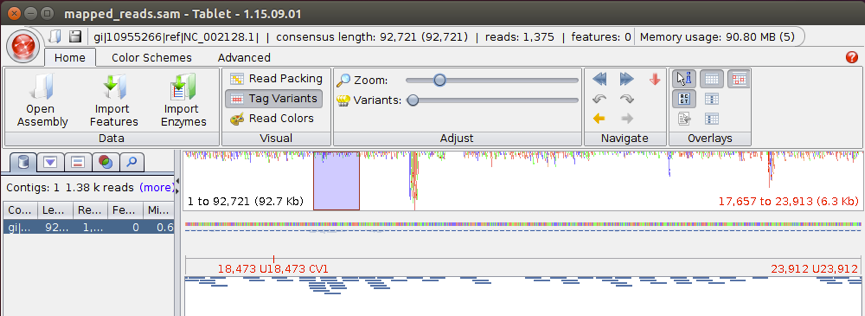 mapped_reads.sam - Tablet - 1.15.09.01
gi|10955266|ref|NC_002128.1| | consensus length: 92,721 (92,721) | reads: 1,375 | features: 0 Memory usage: 90.80 MB (5)
Home Color Schemes Advanced
Open Assembly
Import Features
Import Enzymes
Data
Read Packing
Tag Variants
Read Colors
Visual
Zoom:
Variants:
Adjust
Navigate
Overlays
Contigs: 1 1.38 k reads (more)
Co... Le... Re... Fe... Mi...
gi|... 92... 1,... 0 0.6
1 to 92,721 (92.7 Kb) 17,657 to 23,913 (6.3 Kb)
18,473 U18,473 CV1 23,912 U23,912